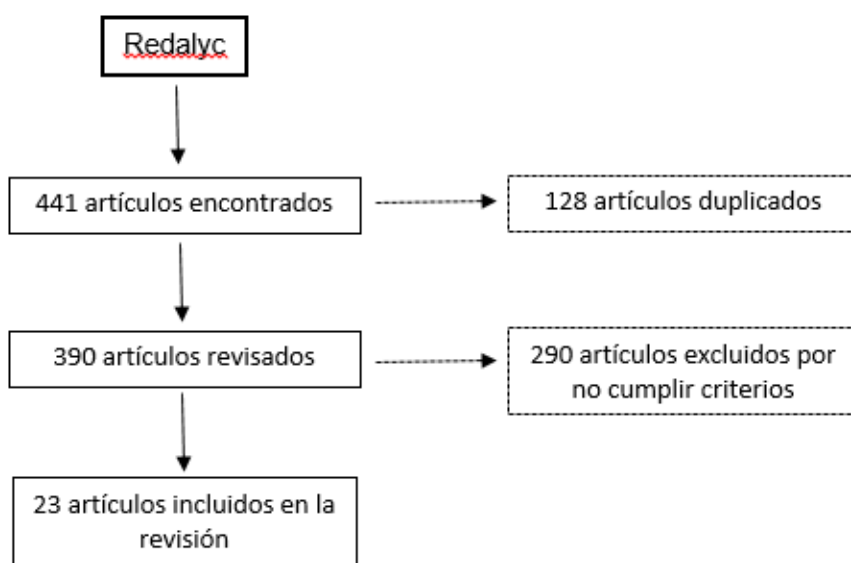 Redalyc
441 artículos encontrados
128 artículos duplicados
390 artículos revisados
290 artículos excluidos por
no cumplir criterios
23 artículos incluidos en la
revisión